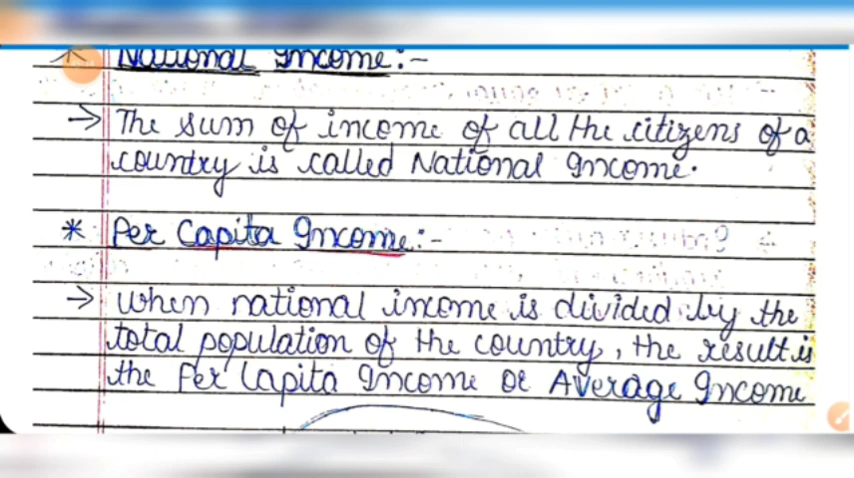 * National Income:-
→ The sum of income of all the citizens of a
country is called National Income.
* Per Capita Income:-
→ When national income is divided by the
total population of the country, the result is
the Per Capita Income or Average Income